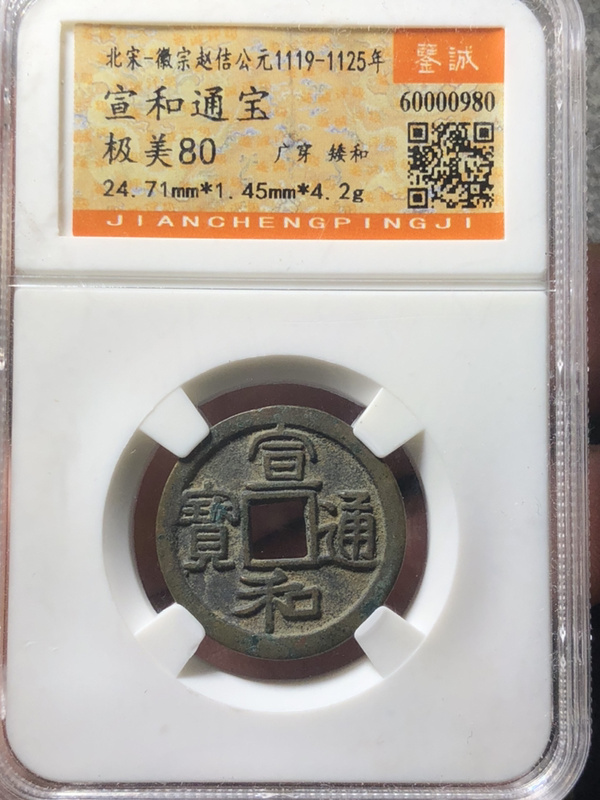 北宋-徽宗赵佶公元1119-1125年
鑒誠
宣和通宝
60000980
极美80 广穿 矮和
24.71mm*1.45mm*4.2g
JIANCHENGPINGJI
宣
寶 通
和